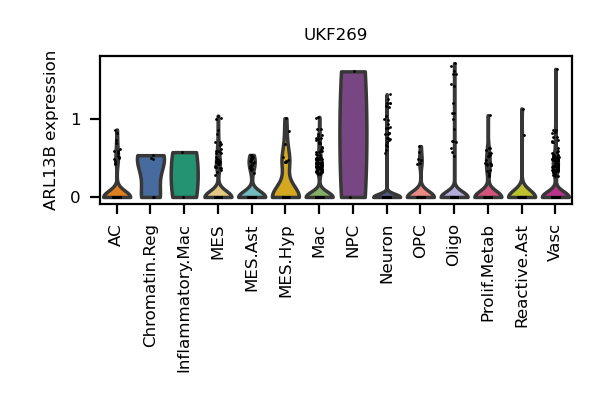 UKF269
ARL13B expression
1
0
AC
Chromatin.Reg
Inflammatory.Mac
MES
MES.Ast
MES.Hyp
Mac
NPC
Neuron
OPC
Oligo
Prolif.Metab
Reactive.Ast
Vasc